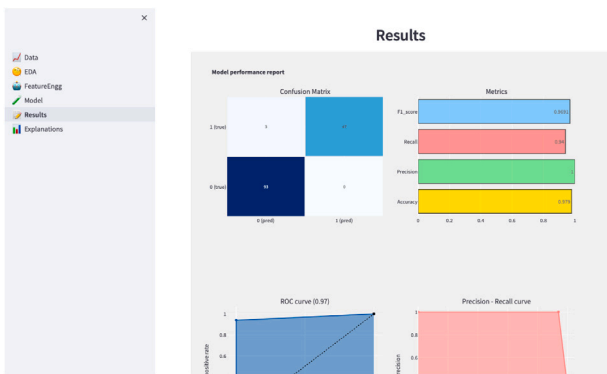 ×
Results
Data
EDA
FeatureEngg
Model
Results
Explanations
Model performance report
Confusion Matrix
Metrics
1 (true)
0 (true)
0 (pred)
1 (pred)
F1_score
Recall
0.94
Precision
1
Accuracy
0.979
0
0.2
0.4
0.6
0.8
1
ROC curve (0.97)
Precision - Recall curve
1
0.8
0.6
1
0.8
0.6